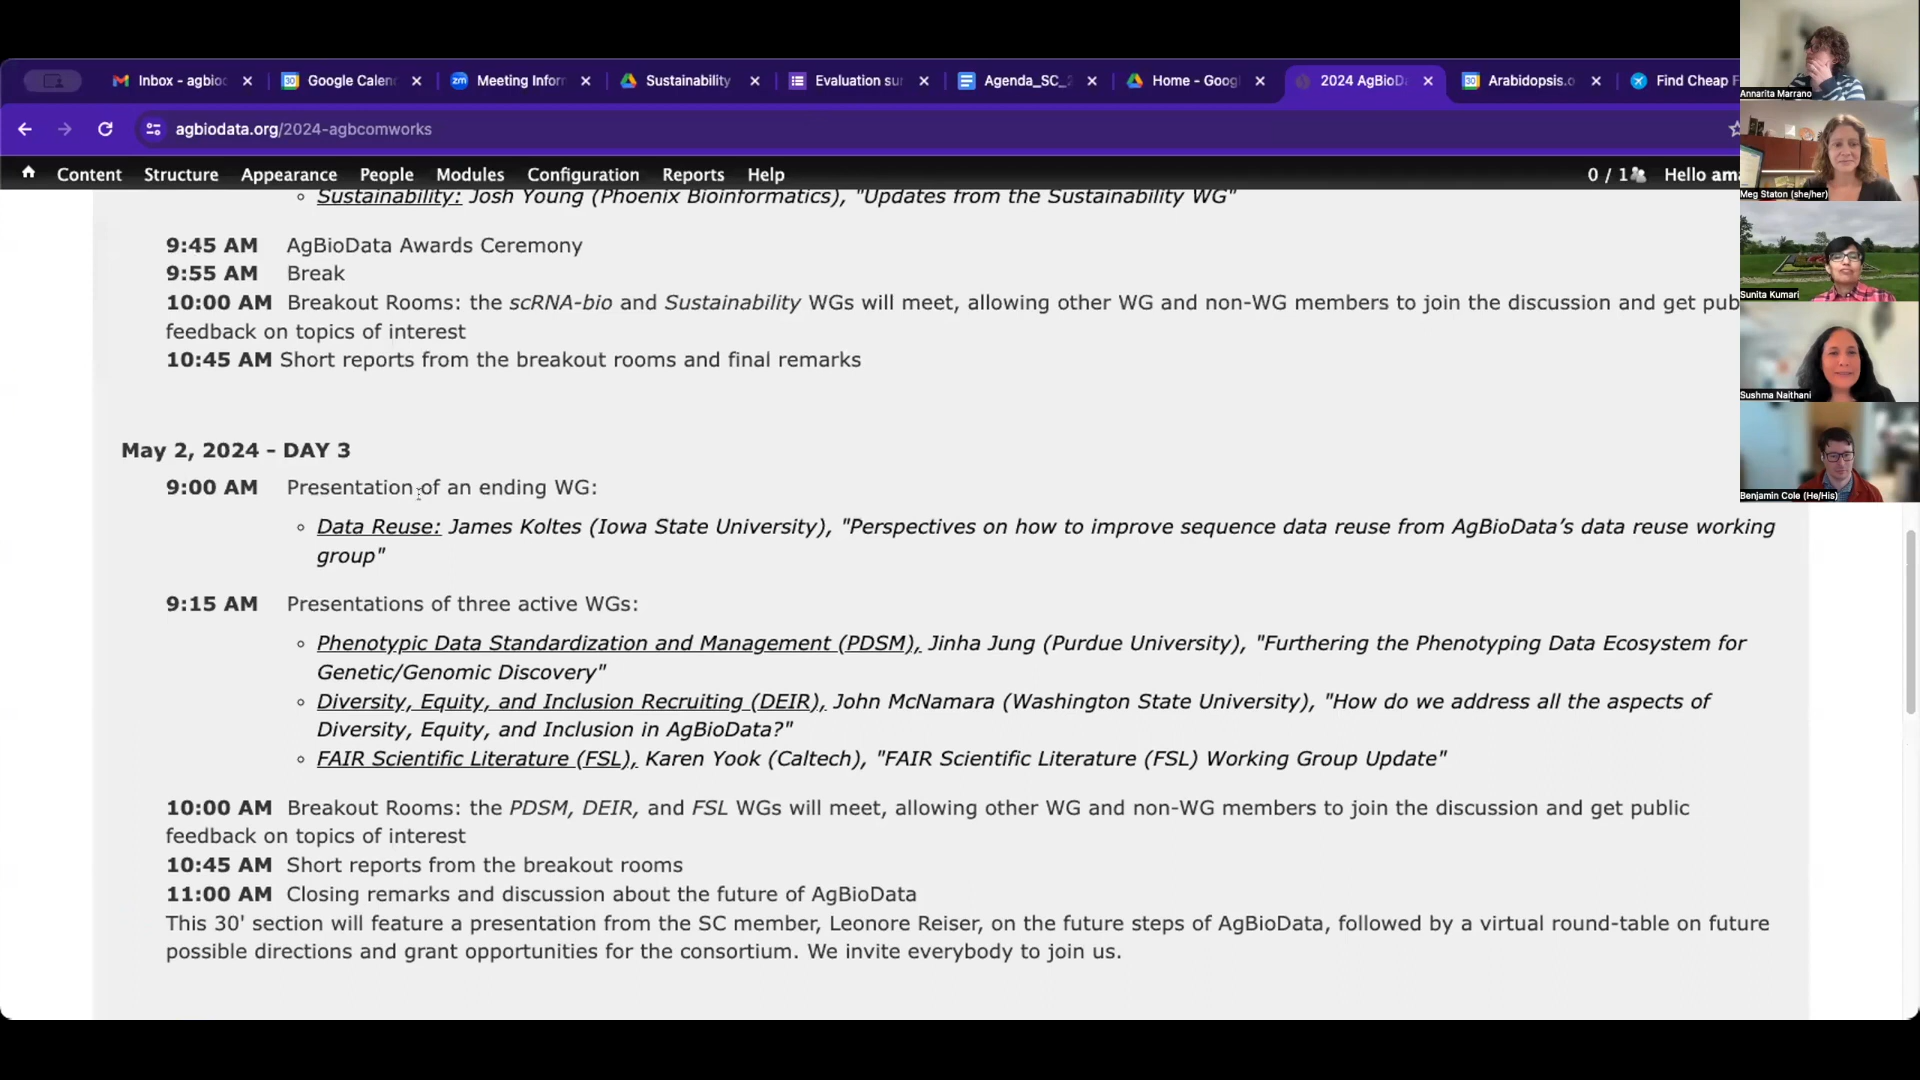 Inbox - agbio
Google Calen
Meeting Infor
Sustainability
Evaluation su
Agenda_SC_
Home - Goog
2024 AgBioD
Arabidopsis.o
Find Cheap F
agbiodata.org/2024-agbcomworks
Content Structure Appearance People Modules Configuration Reports Help 0 / 1 Hello am
Sustainability: Josh Young (Phoenix Bioinformatics), "Updates from the Sustainability WG"
9:45 AM AgBioData Awards Ceremony
9:55 AM Break
10:00 AM Breakout Rooms: the scRNA-bio and Sustainability WGs will meet, allowing other WG and non-WG members to join the discussion and get pub
feedback on topics of interest
10:45 AM Short reports from the breakout rooms and final remarks
May 2, 2024 - DAY 3
9:00 AM Presentation of an ending WG:
Data Reuse: James Koltes (Iowa State University), "Perspectives on how to improve sequence data reuse from AgBioData's data reuse working
group"
9:15 AM Presentations of three active WGs:
Phenotypic Data Standardization and Management (PDSM), Jinha Jung (Purdue University), "Furthering the Phenotyping Data Ecosystem for
Genetic/Genomic Discovery"
Diversity, Equity, and Inclusion Recruiting (DEIR), John McNamara (Washington State University), "How do we address all the aspects of
Diversity, Equity, and Inclusion in AgBioData?"
FAIR Scientific Literature (FSL), Karen Yook (Caltech), "FAIR Scientific Literature (FSL) Working Group Update"
10:00 AM Breakout Rooms: the PDSM, DEIR, and FSL WGs will meet, allowing other WG and non-WG members to join the discussion and get public
feedback on topics of interest
10:45 AM Short reports from the breakout rooms
11:00 AM Closing remarks and discussion about the future of AgBioData
This 30' section will feature a presentation from the SC member, Leonore Reiser, on the future steps of AgBioData, followed by a virtual round-table on future
possible directions and grant opportunities for the consortium. We invite everybody to join us.
Annarita Marrano
Meg Staton (she/her)
Sunita Kumari
Sushma Naithani
Benjamin Cole (He/His)